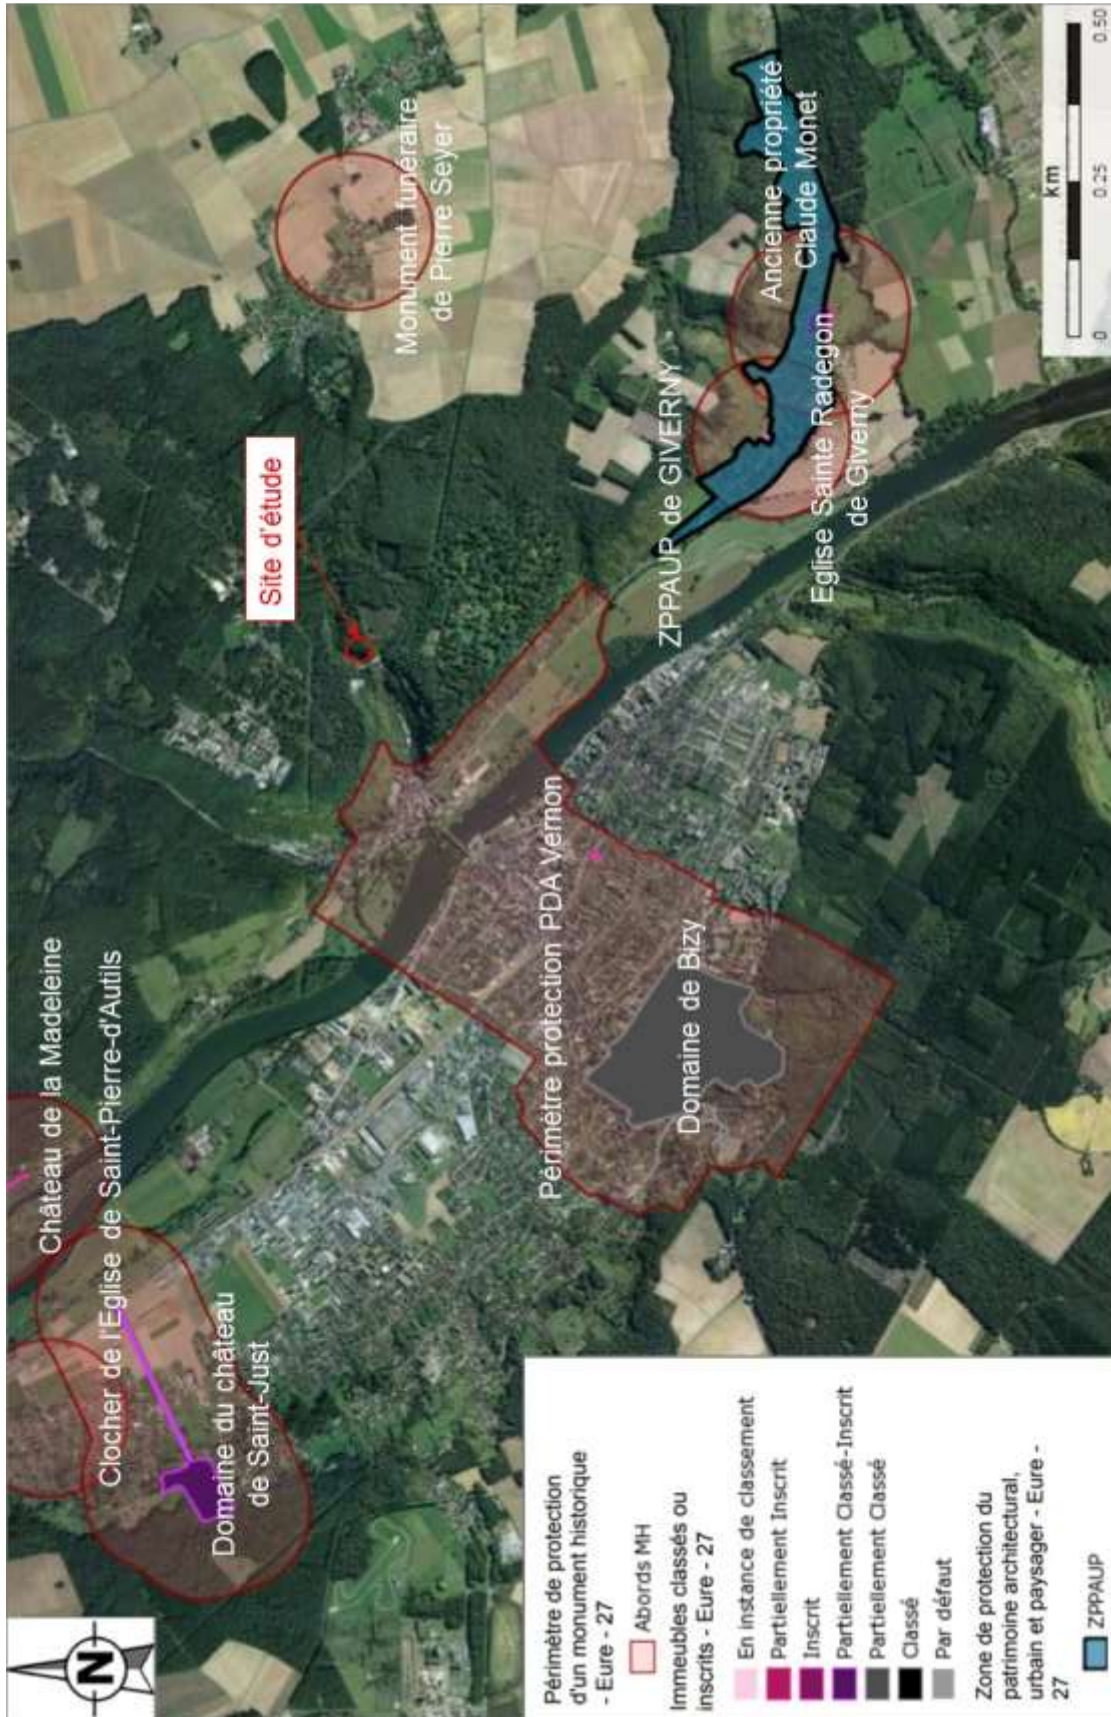 N
Château de la Madeleine
Clocher de l'Eglise de Saint-Pierre-d'Autils
Domaine du château
de Saint-Just
Site d'étude
Monument funéraire
de Pierre Seyer
Périmètre protection PDA Vernon
Domaine de Bizy
ZPPAUP de GIVERNY
Ancienne propriété
Claude Monet
Eglise Sainte Radegon
de Giverny
Périmètre de protection
d'un monument historique
- Eure - 27
Abords MH
Immeubles classés ou
inscrits - Eure - 27
En instance de classement
Partiellement Inscrit
Inscrit
Partiellement Classé-Inscrit
Partiellement Classé
Classé
Par défaut
Zone de protection du
patrimoine architectural,
urbain et paysager - Eure -
27
ZPPAUP
km
0 0.25 0.50